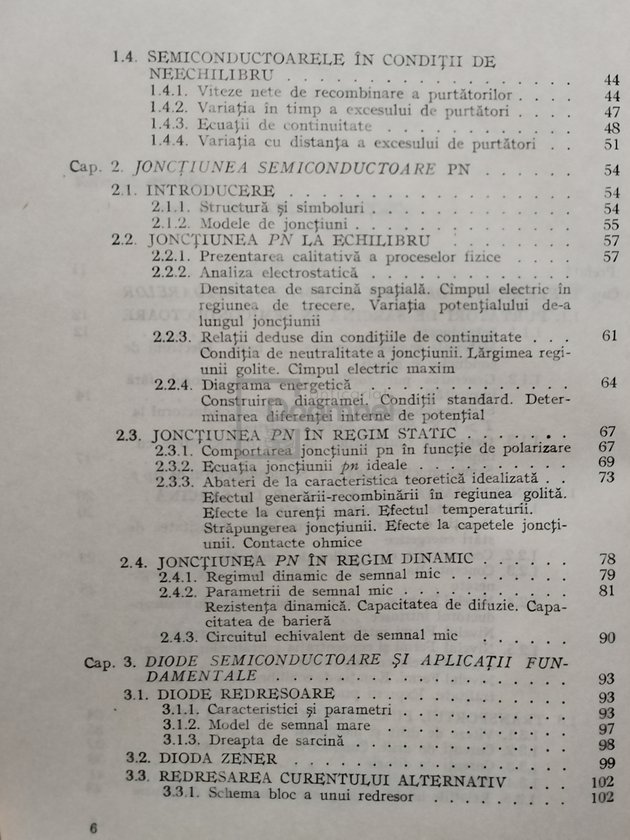 1.4. SEMICONDUCTOARELE ÎN CONDIȚII DE
NEECHILIBRU . . . . . . . . . . . . . . . . . . 44
1.4.1. Viteze nete de recombinare a purtătorilor . . . . 44
1.4.2. Variația în timp a excesului de purtători . . . . 47
1.4.3. Ecuații de continuitate . . . . . . . . . . . 48
1.4.4. Variația cu distanța a excesului de purtători . . 51
Cap. 2. JONCȚIUNEA SEMICONDUCTOARE PN . . . . . . 54
2.1. INTRODUCERE . . . . . . . . . . . . . . . . . . 54
2.1.1. Structură și simboluri . . . . . . . . . . . . 54
2.1.2. Modele de joncțiuni . . . . . . . . . . . . . 55
2.2. JONCȚIUNEA PN LA ECHILIBRU . . . . . . . . 57
2.2.1. Prezentarea calitativă a proceselor fizice . . . . 57
2.2.2. Analiza electrostatică . . . . . . . . . . . .
Densitatea de sarcină spațială. Cîmpul electric în
regiunea de trecere. Variația potențialului de-a
lungul joncțiunii
2.2.3. Relații deduse din condițiile de continuitate . . . 61
Condiția de neutralitate a joncțiunii. Lărgimea regi-
unii golite. Cîmpul electric maxim
2.2.4. Diagrama energetică . . . . . . . . . . . . . 64
Construirea diagramei. Condiții standard. Deter-
minarea diferenței interne de potențial
2.3. JONCȚIUNEA PN ÎN REGIM STATIC . . . . . . . 67
2.3.1. Comportarea joncțiunii pn în funcție de polarizare 67
2.3.2. Ecuația joncțiunii pn ideale . . . . . . . . . . 69
2.3.3. Abateri de la caracteristica teoretică idealizată . . 73
Efectul generării-recombinării în regiunea golită.
Efecte la curenți mari. Efectul temperaturii.
Străpungerea joncțiunii. Efecte la capetele joncți-
unii. Contacte ohmice
2.4. JONCȚIUNEA PN ÎN REGIM DINAMIC . . . . . . 78
2.4.1. Regimul dinamic de semnal mic . . . . . . . . 79
2.4.2. Parametrii de semnal mic . . . . . . . . . . . 81
Rezistența dinamică. Capacitatea de difuzie. Capa-
citatea de barieră
2.4.3. Circuitul echivalent de semnal mic . . . . . . 90
Cap. 3. DIODE SEMICONDUCTOARE ȘI APLICAȚII FUN-
DAMENTALE . . . . . . . . . . . . . . . . . . . 93
3.1. DIODE REDRESOARE . . . . . . . . . . . . . . 93
3.1.1. Caracteristici și parametri . . . . . . . . . . 93
3.1.2. Model de semnal mare . . . . . . . . . . . . 97
3.1.3. Dreapta de sarcină . . . . . . . . . . . . . . 98
3.2. DIODA ZENER . . . . . . . . . . . . . . . . . 99
3.3. REDRESAREA CURENTULUI ALTERNATIV . . . 102
3.3.1. Schema bloc a unui redresor . . . . . . . . . 102
6